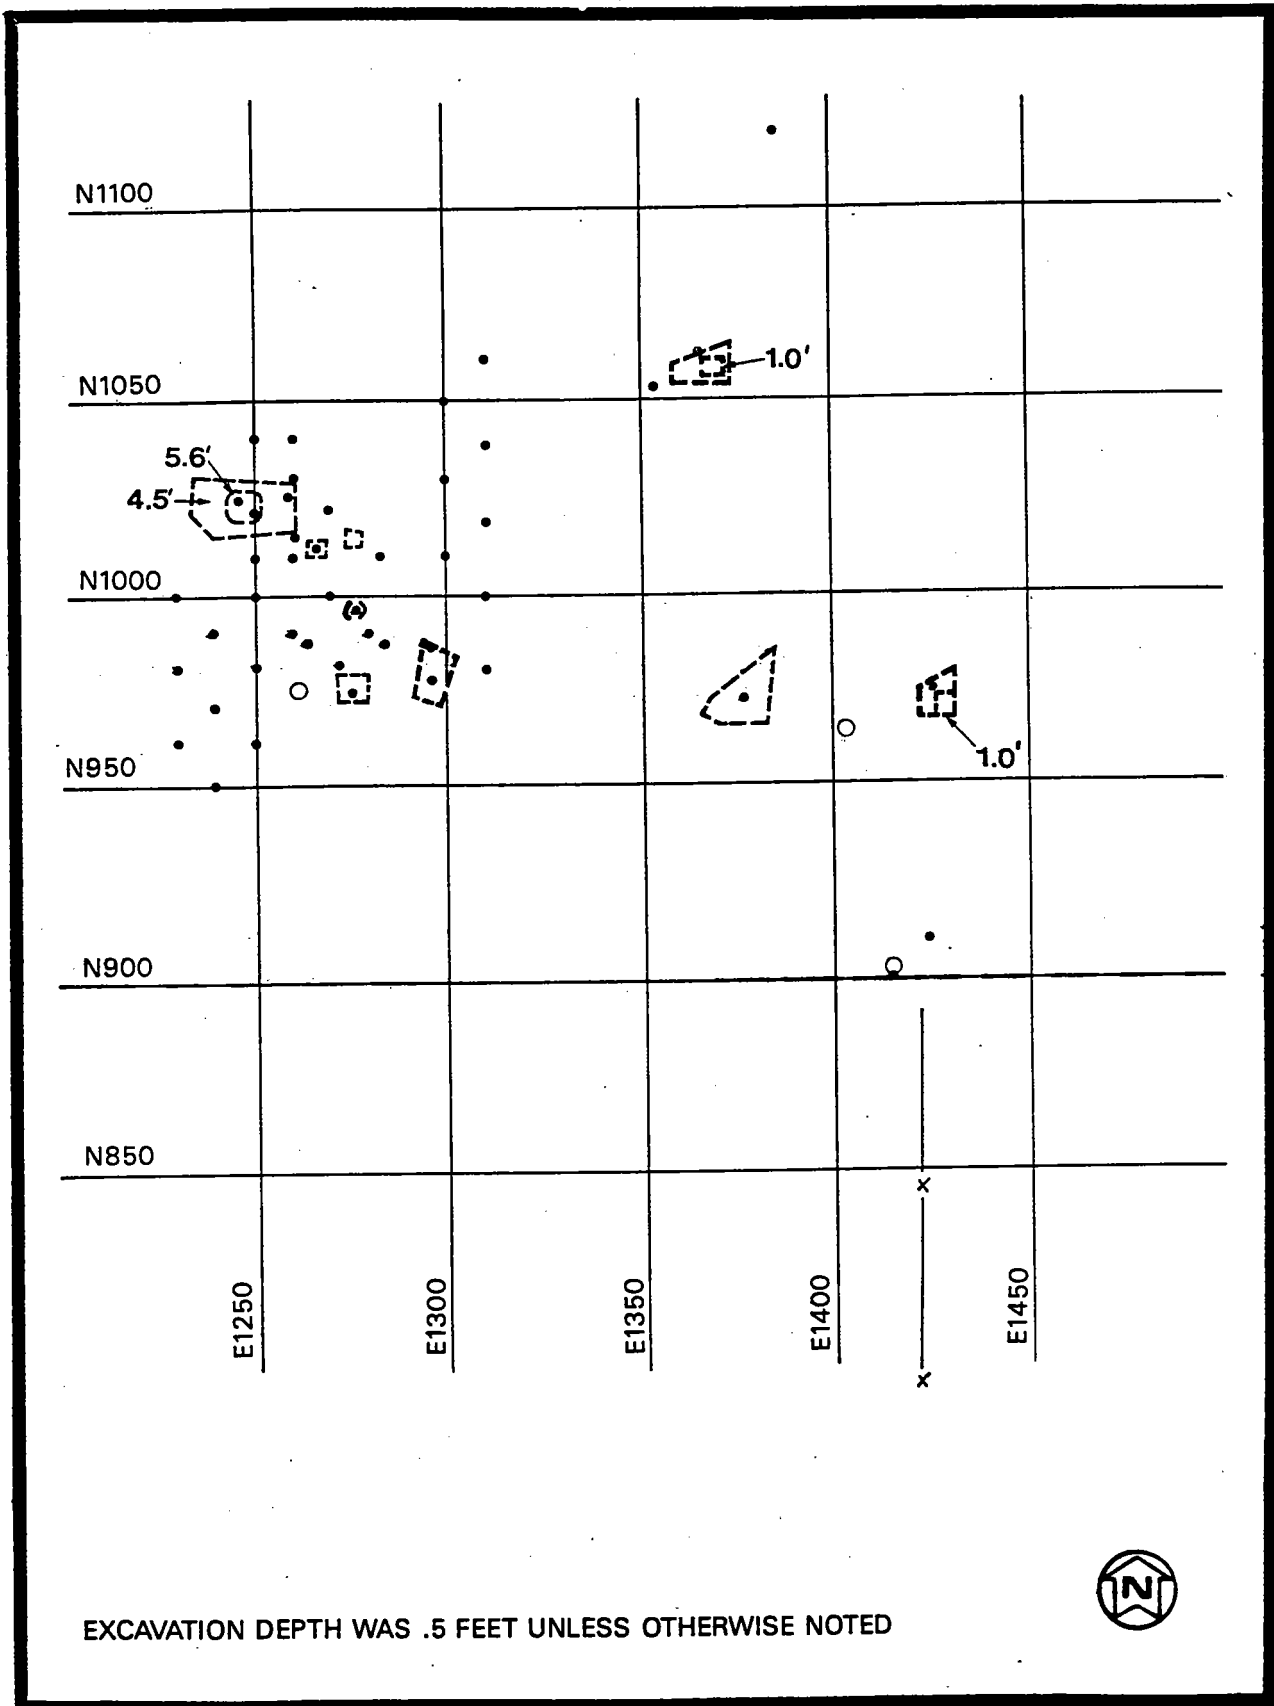 N1100
1.0'
N1050
5.6'
4.5'
N1000
1.0'
N950
N900
N850
x
E1250
E1300
E1350
E1400
E1450
x
N
EXCAVATION DEPTH WAS .5 FEET UNLESS OTHERWISE NOTED